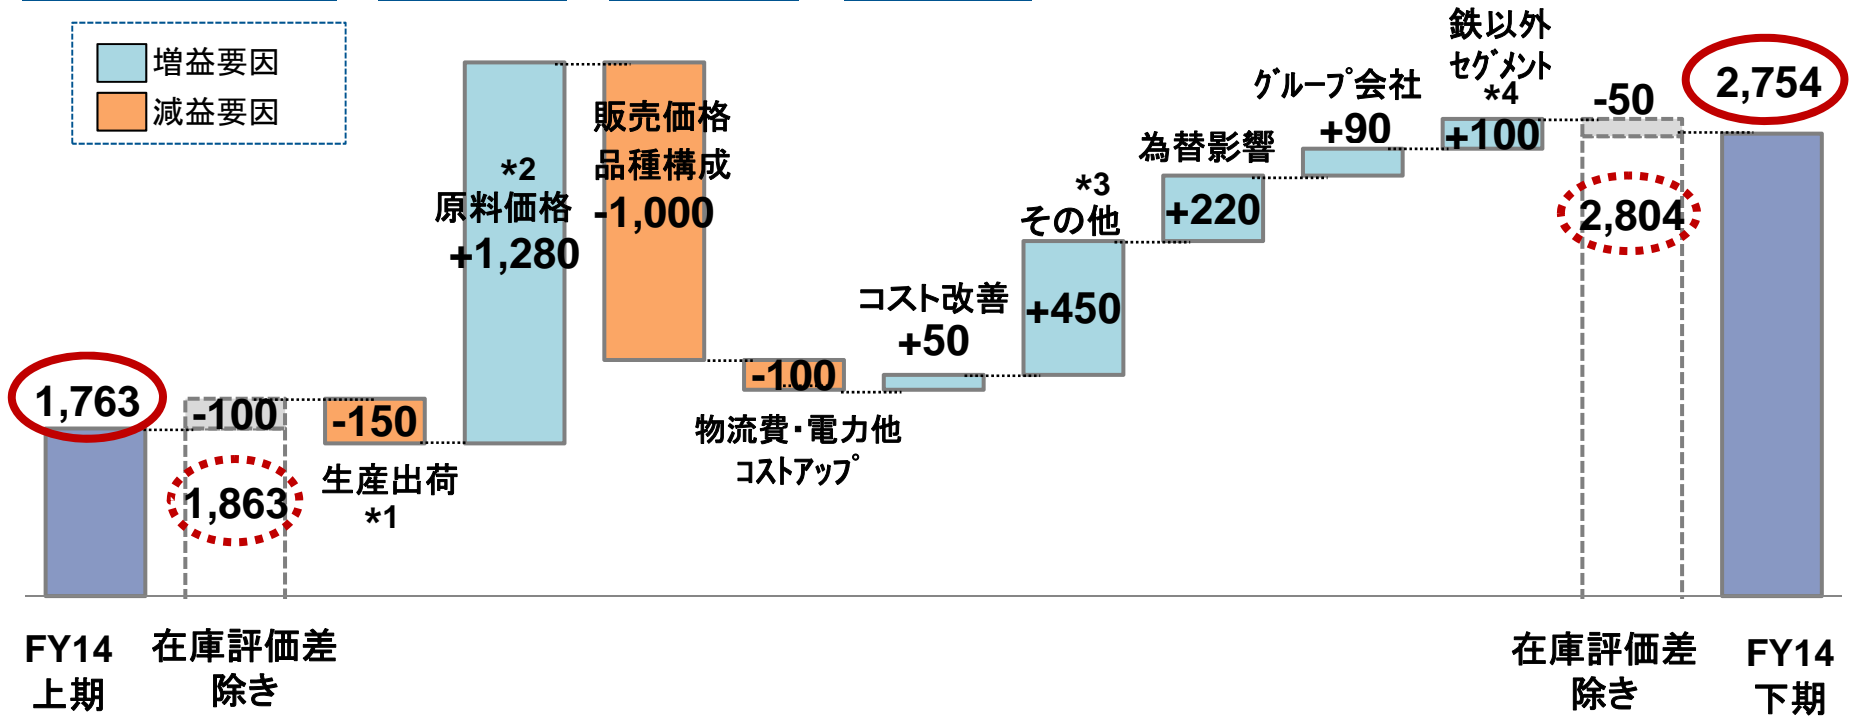 増益要因
減益要因
1,763
-100
1,863
-150
生産出荷
*1
*2
原料価格
+1,280
販売価格
品種構成
-1,000
-100
物流費・電力他
コストアップ
コスト改善
+50
*3
その他
+450
為替影響
+220
グループ会社
+90
鉄以外
セグメント
*4
+100
-50
2,804
2,754
FY14
上期
在庫評価差
除き
在庫評価差
除き
FY14
下期